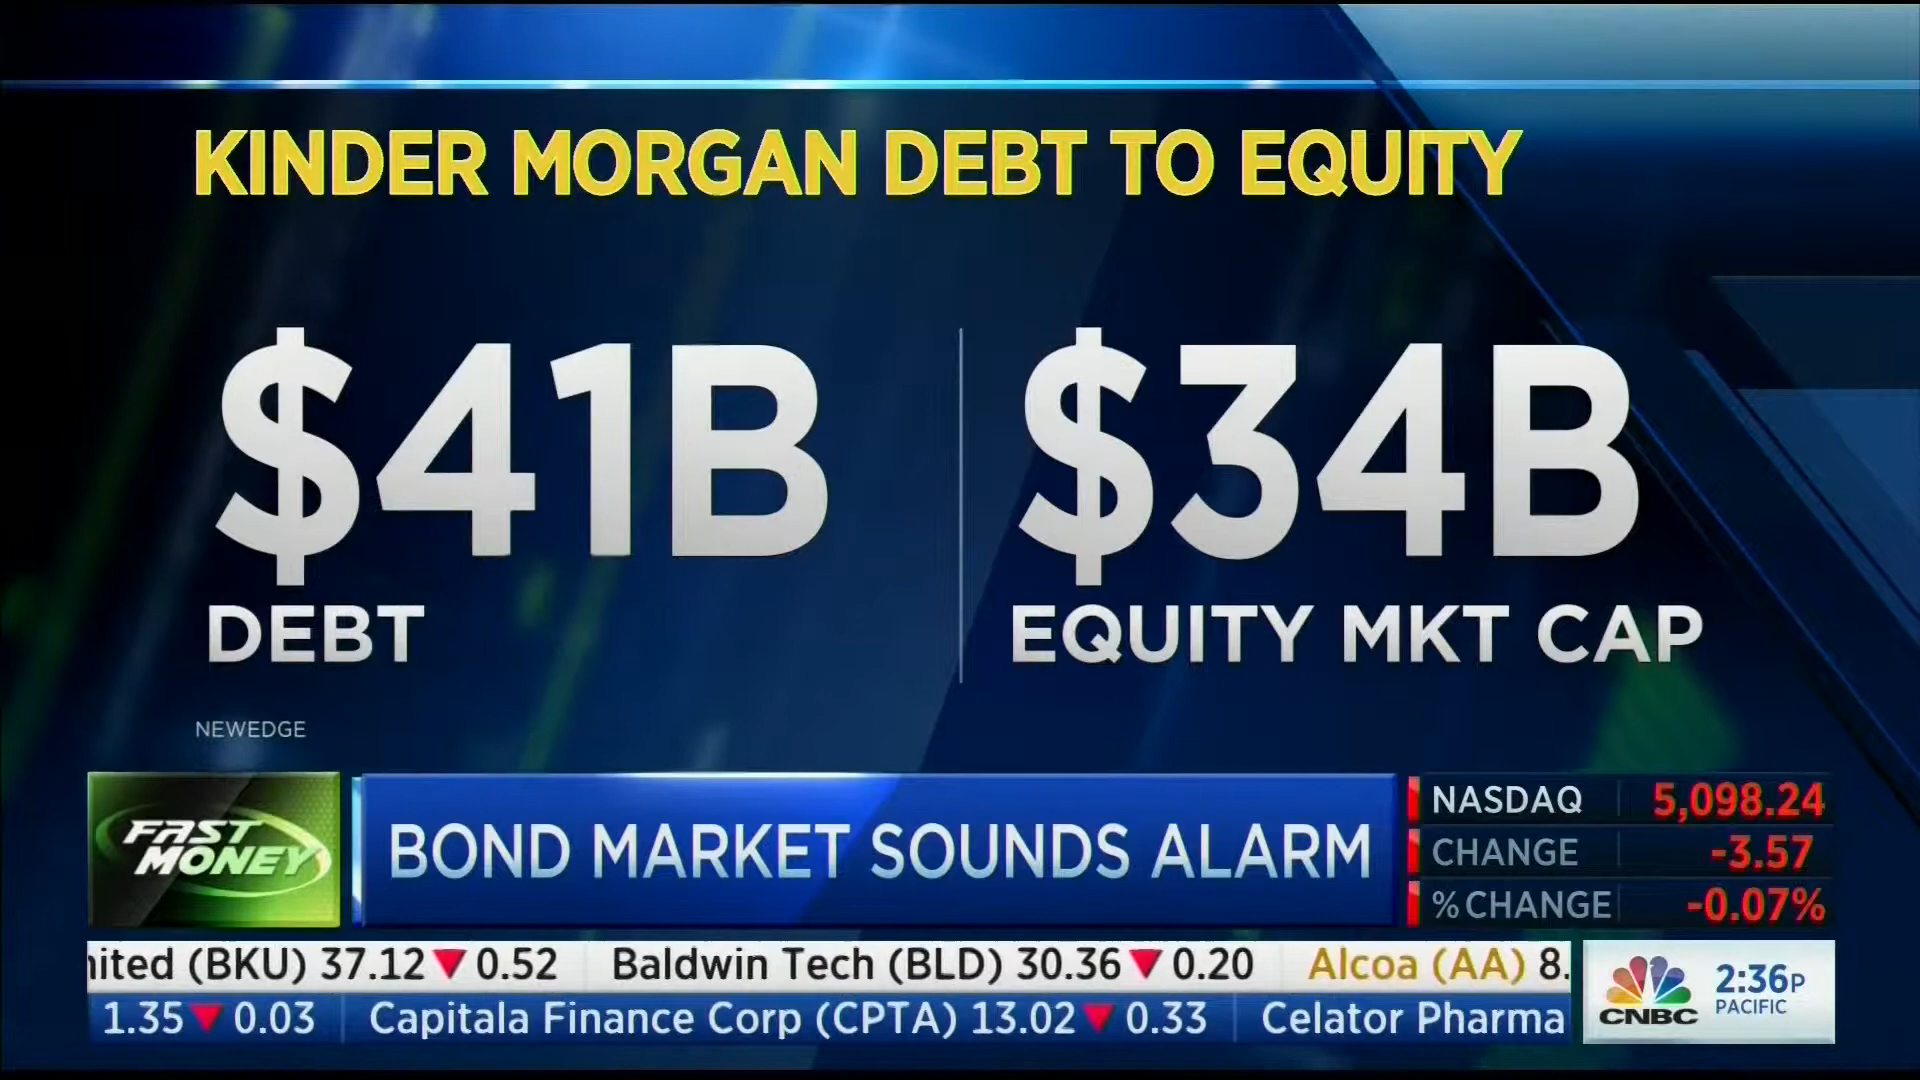 KINDER MORGAN DEBT TO EQUITY
$41B
DEBT
$34B
EQUITY MKT CAP
NEWEDGE
FAST MONEY
BOND MARKET SOUNDS ALARM
NASDAQ 5,098.24
CHANGE -3.57
% CHANGE -0.07%
(BKU) 37.12▼0.52 Baldwin Tech (BLD) 30.36▼0.20 Alcoa (AA) 8.
1.35▼0.03 Capitala Finance Corp (CPTA) 13.02▼0.33 Celator Pharma
CNBC
2:36P
PACIFIC